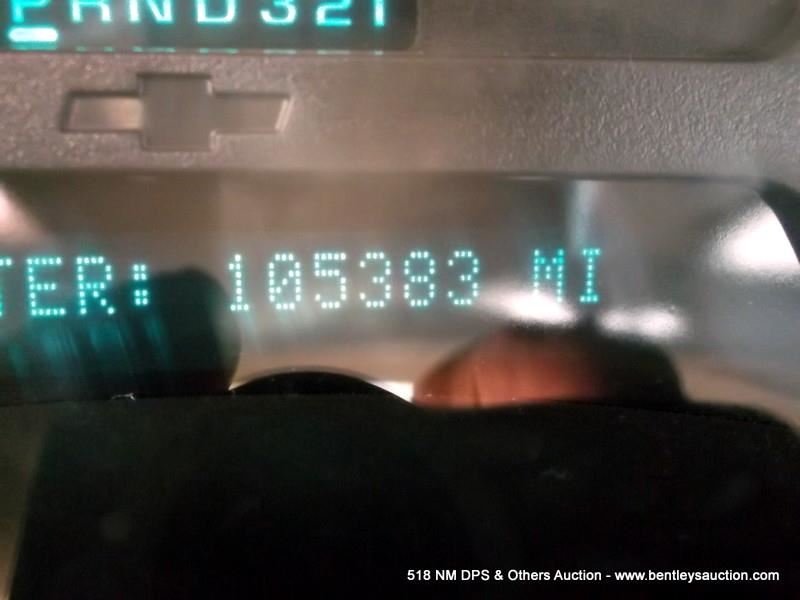 PRND321
TER: 105383 MI
518 NM DPS & Others Auction - www.bentleysauction.com